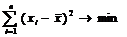 ∑_{i=1}^{n} (x_i − x̄)² → min